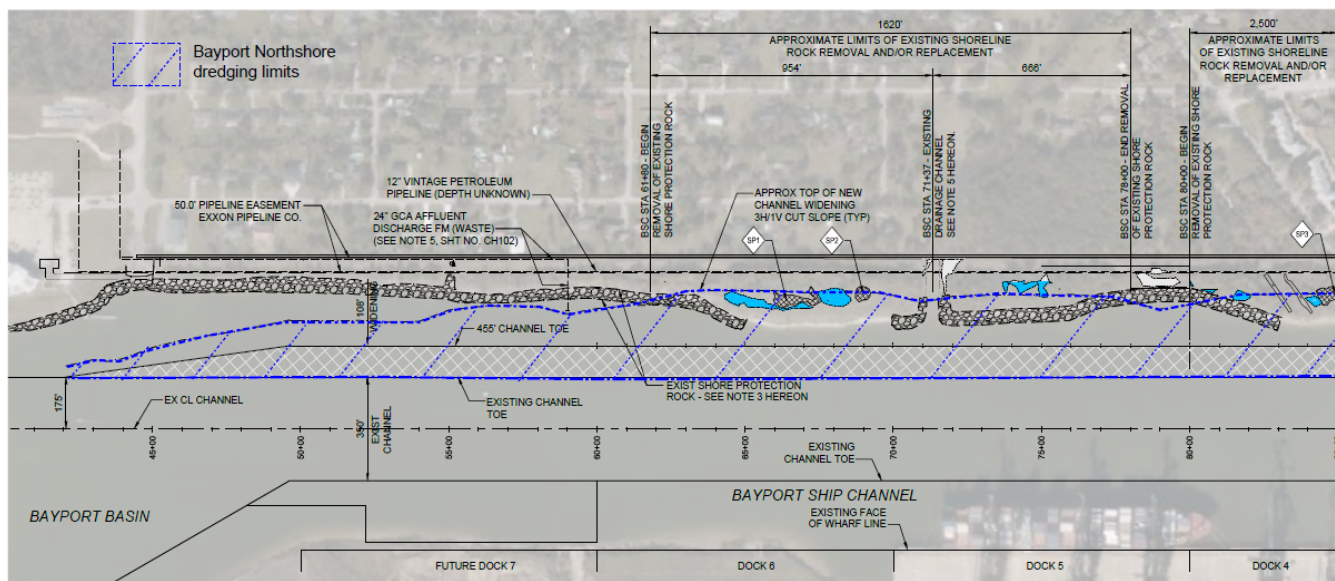 Bayport Northshore
dredging limits
1620'
APPROXIMATE LIMITS OF EXISTING SHORELINE
ROCK REMOVAL AND/OR REPLACEMENT
954'
666'
2,500'
APPROXIMATE LIMITS
OF EXISTING SHORELINE
ROCK REMOVAL AND/OR
REPLACEMENT
BSC STA 61+80 - BEGIN
REMOVAL OF EXISTING
SHORE PROTECTION ROCK
BSC STA 71+37 - EXISTING
DRAINAGE CHANNEL
SEE NOTE 5 HEREON.
BSC STA 78+00 - END REMOVAL
OF EXISTING SHORE
PROTECTION ROCK
BSC STA 80+00 - BEGIN
REMOVAL OF EXISTING SHORE
PROTECTION ROCK
12" VINTAGE PETROLEUM
PIPELINE (DEPTH UNKNOWN)
50.0' PIPELINE EASEMENT
EXXON PIPELINE CO.
24" GCA AFFLUENT
DISCHARGE FM (WASTE)
(SEE NOTE 5, SHT NO. CH102)
APPROX TOP OF NEW
CHANNEL WIDENING
3H/1V CUT SLOPE (TYP)
SP1
SP2
SP3
WIDENING
455' CHANNEL TOE
EXIST SHORE PROTECTION
ROCK - SEE NOTE 3 HEREON
EXISTING CHANNEL
TOE
175'
EX CL CHANNEL
350'
EXIST
CHANNEL
45+00
50+00
55+00
60+00
65+00
70+00
75+00
80+00
EXISTING
CHANNEL TOE
BAYPORT BASIN
BAYPORT SHIP CHANNEL
EXISTING FACE
OF WHARF LINE
FUTURE DOCK 7
DOCK 6
DOCK 5
DOCK 4